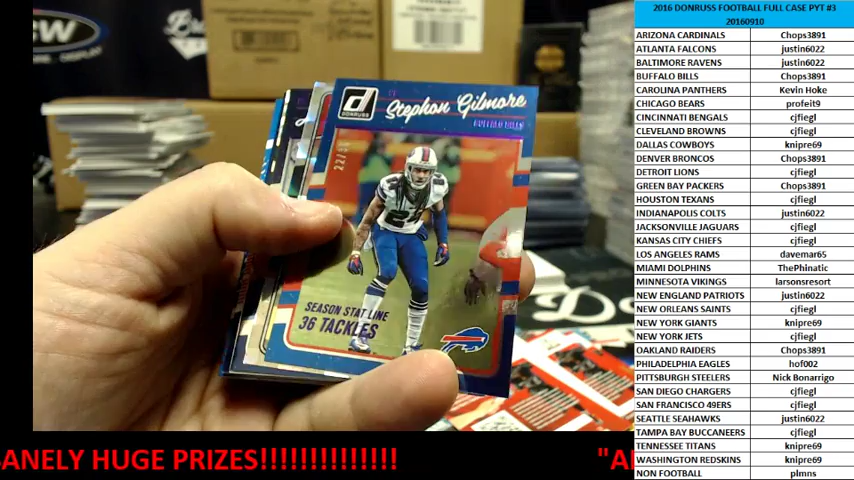 DISPLAY
DONRUSS
Stephon Gilmore
BUFFALO BILLS
SEASON STAT LINE
36 TACKLES
ANELY HUGE PRIZES!!!!!!!!!!!!!!!
2016 DONRUSS FOOTBALL FULL CASE PYT #3
20160910
ARIZONA CARDINALS Chops3891
ATLANTA FALCONS justin6022
BALTIMORE RAVENS justin6022
BUFFALO BILLS Chops3891
CAROLINA PANTHERS Kevin Hoke
CHICAGO BEARS profeit9
CINCINNATI BENGALS cjfiegl
CLEVELAND BROWNS cjfiegl
DALLAS COWBOYS knipre69
DENVER BRONCOS Chops3891
DETROIT LIONS cjfiegl
GREEN BAY PACKERS Chops3891
HOUSTON TEXANS cjfiegl
INDIANAPOLIS COLTS justin6022
JACKSONVILLE JAGUARS cjfiegl
KANSAS CITY CHIEFS cjfiegl
LOS ANGELES RAMS davemar65
MIAMI DOLPHINS ThePhinatic
MINNESOTA VIKINGS larsonsresort
NEW ENGLAND PATRIOTS justin6022
NEW ORLEANS SAINTS cjfiegl
NEW YORK GIANTS knipre69
NEW YORK JETS cjfiegl
OAKLAND RAIDERS Chops3891
PHILADELPHIA EAGLES hof002
PITTSBURGH STEELERS Nick Bonarrigo
SAN DIEGO CHARGERS cjfiegl
SAN FRANCISCO 49ERS cjfiegl
SEATTLE SEAHAWKS justin6022
TAMPA BAY BUCCANEERS cjfiegl
TENNESSEE TITANS knipre69
WASHINGTON REDSKINS knipre69
NON FOOTBALL plmns